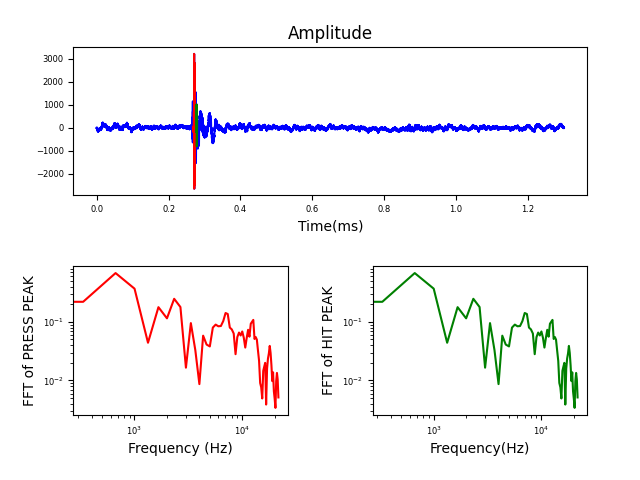 Amplitude
3000
2000
1000
0
−1000
−2000
0.0 0.2 0.4 0.6 0.8 1.0 1.2
Time(ms)
FFT of PRESS PEAK
10⁻¹
10⁻²
10³ 10⁴
Frequency (Hz)
FFT of HIT PEAK
10⁻¹
10⁻²
10³ 10⁴
Frequency(Hz)